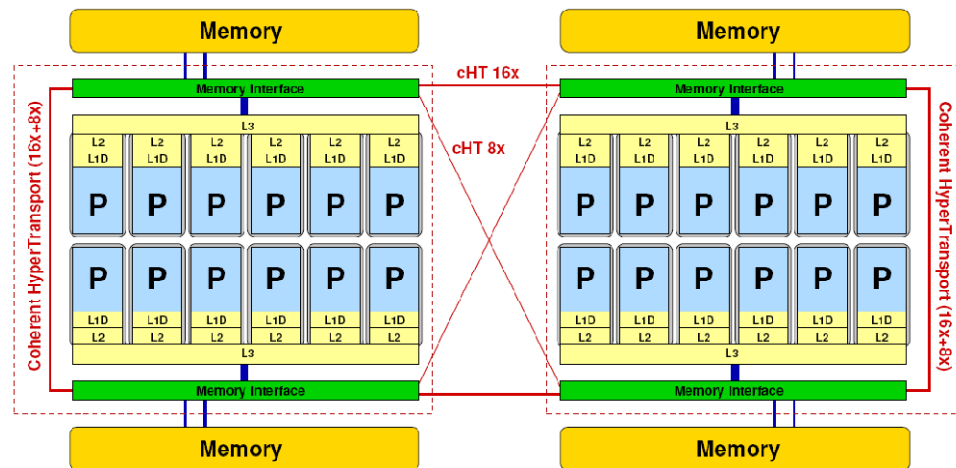 Memory
Memory
cHT 16x
Memory Interface
Memory Interface
Coherent HyperTransport (16x+8x)
Coherent HyperTransport (16x+8x)
L3
L3
cHT 8x
L2 L2 L2 L2 L2 L2
L1D L1D L1D L1D L1D L1D
P P P P P P
L2 L2 L2 L2 L2 L2
L1D L1D L1D L1D L1D L1D
P P P P P P
P P P P P P
L1D L1D L1D L1D L1D L1D
L2 L2 L2 L2 L2 L2
L3
P P P P P P
L1D L1D L1D L1D L1D L1D
L2 L2 L2 L2 L2 L2
L3
Memory Interface
Memory Interface
Memory
Memory